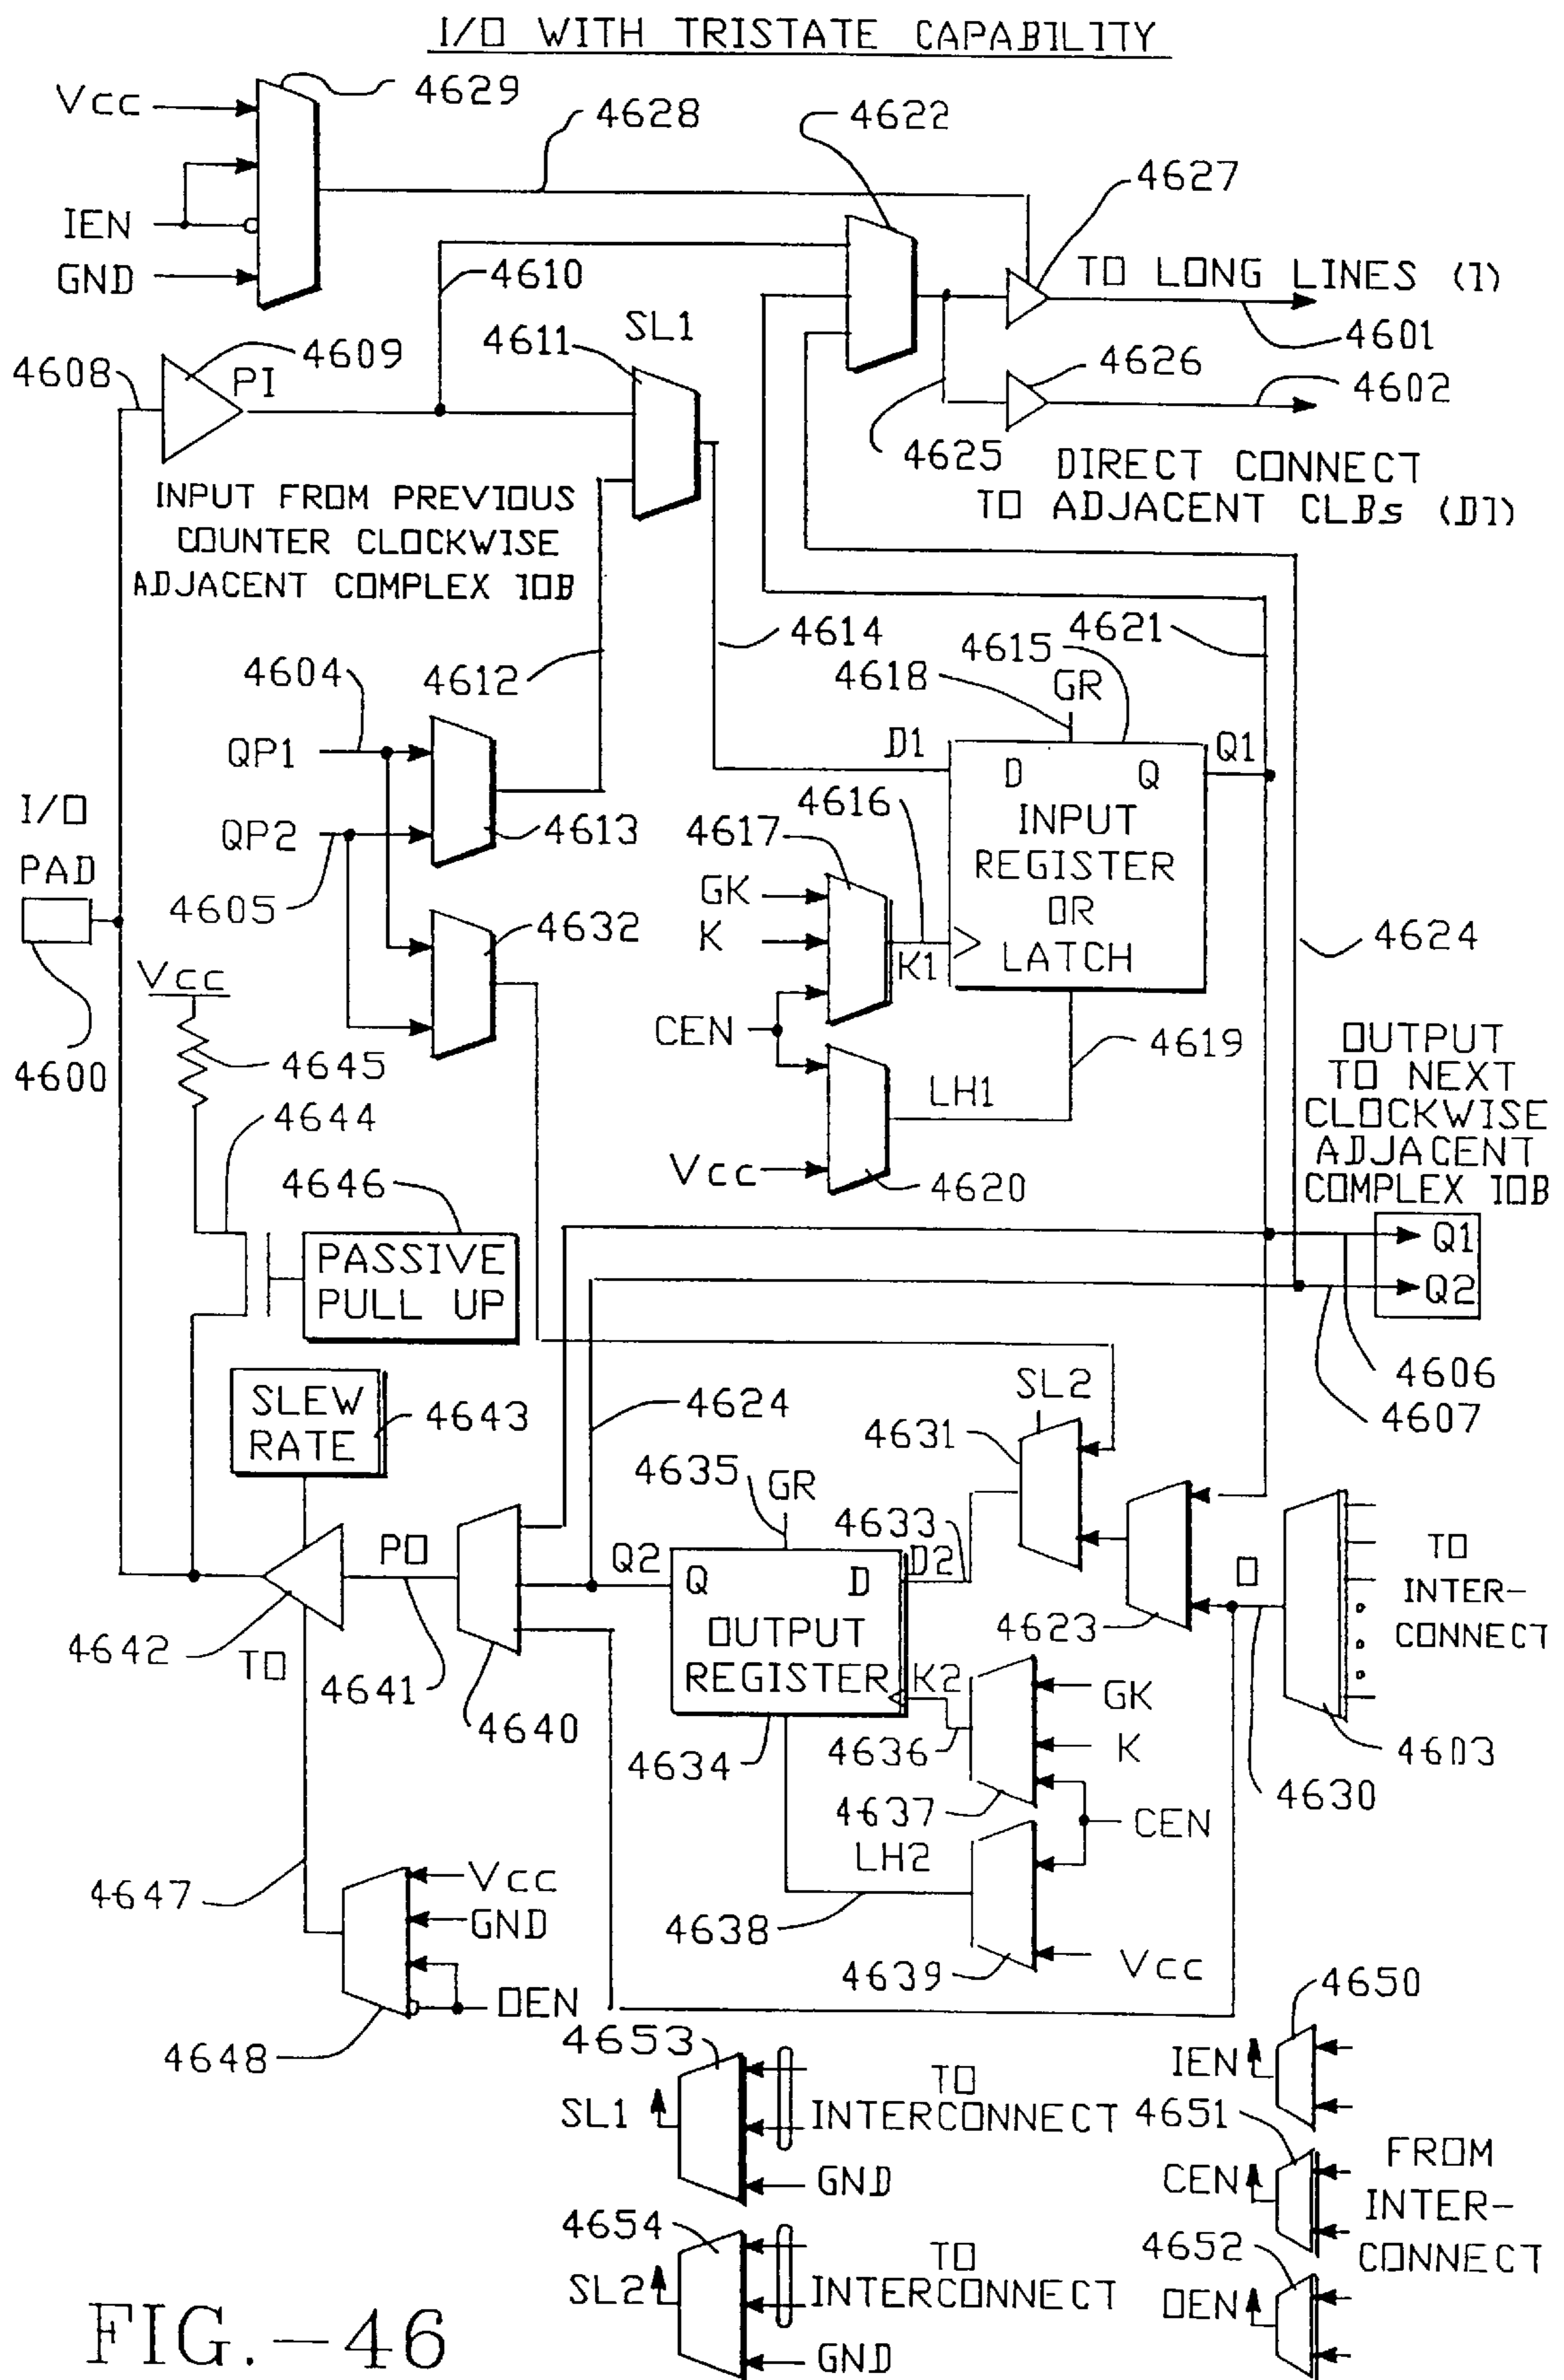 I/O WITH TRISTATE CAPABILITY
4629
Vcc
4628
4622
4627
IEN
GND
4610
TO LONG LINES (I)
4601
SL1
4611
4609
4608
PI
4626
4602
4625
DIRECT CONNECT
TO ADJACENT CLBs (DI)
INPUT FROM PREVIOUS
COUNTER CLOCKWISE
ADJACENT COMPLEX IOB
4614
4621
4604
4612
4615
4618
GR
QP1
D1
Q1
D
Q
4616
I/O
PAD
QP2
4613
4617
INPUT
REGISTER
OR
LATCH
4605
4632
GK
K
K1
4624
Vcc
CEN
4600
4645
4619
LH1
OUTPUT
TO NEXT
CLOCKWISE
ADJACENT
COMPLEX IOB
4644
4646
Vcc
4620
Q1
Q2
PASSIVE
PULL UP
4606
4607
SLEW
RATE
4643
4624
SL2
4631
4635
GR
4633
PO
Q2
Q
D
D2
O
TO
INTER-
CONNECT
4642
TO
OUTPUT
REGISTER
4623
4641
K2
GK
4640
4634
4636
K
4603
4630
4637
CEN
LH2
4647
Vcc
GND
4638
4639
Vcc
OEN
4650
4648
4653
IEN
SL1
TO
INTERCONNECT
4651
GND
CEN
FROM
INTER-
CONNECT
4654
4652
SL2
TO
INTERCONNECT
OEN
GND
FIG.-46